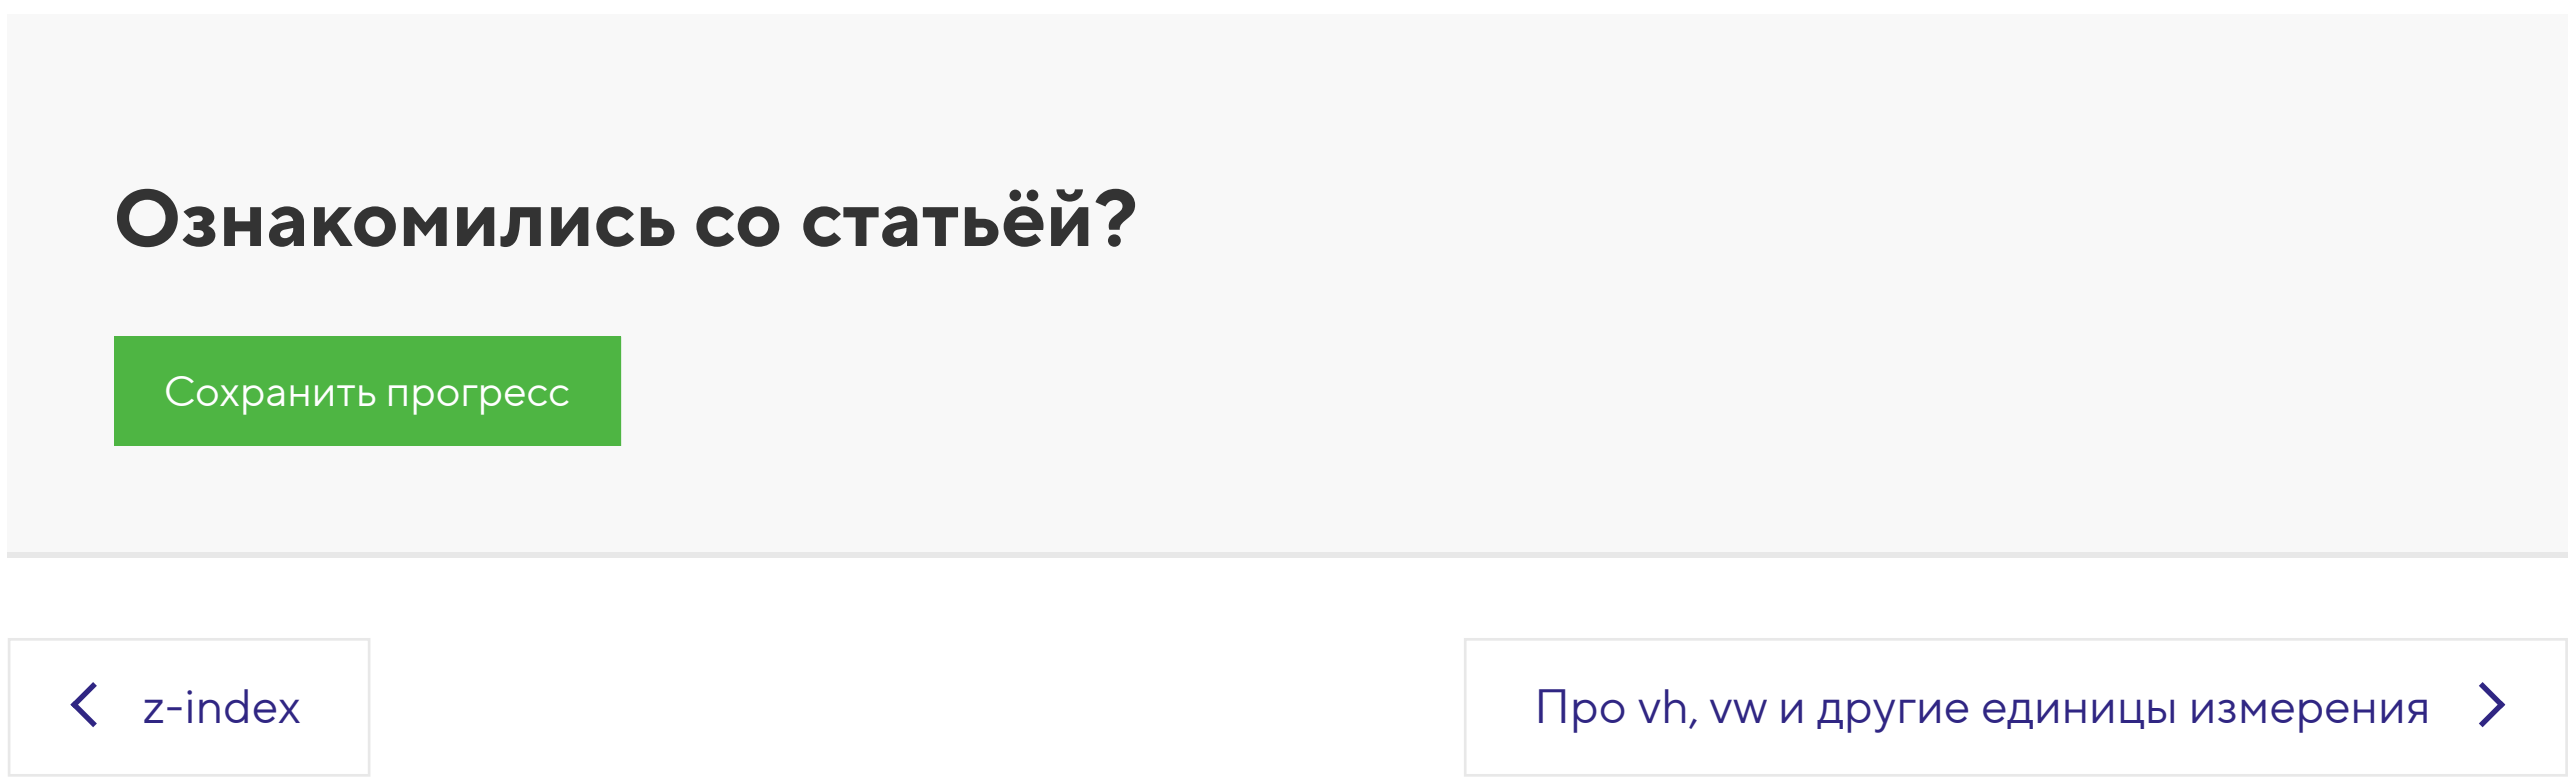 Ознакомились со статьёй?
Сохранить прогресс
z-index
Про vh, vw и другие единицы измерения